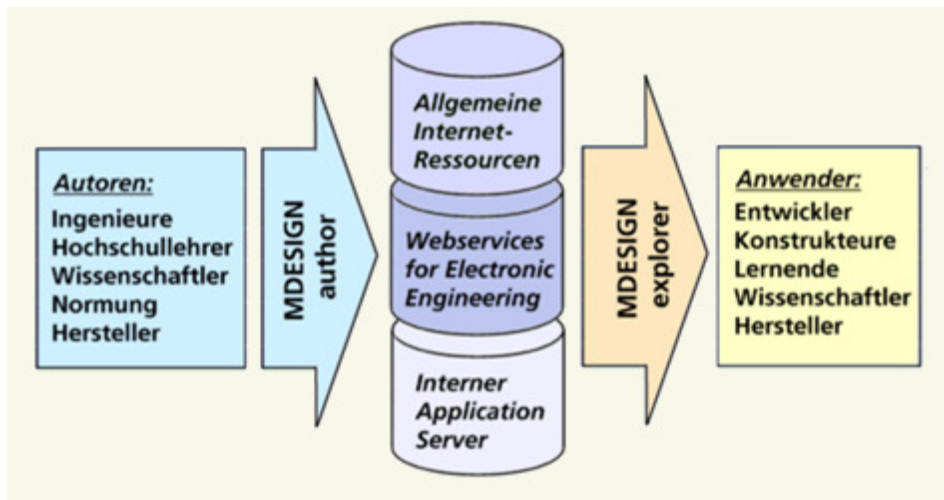 Autoren:
Ingenieure
Hochschullehrer
Wissenschaftler
Normung
Hersteller
MDESIGN
author
Allgemeine
Internet-
Ressourcen
Webservices
for Electronic
Engineering
Interner
Application
Server
MDESIGN
explorer
Anwender:
Entwickler
Konstrukteure
Lernende
Wissenschaftler
Hersteller